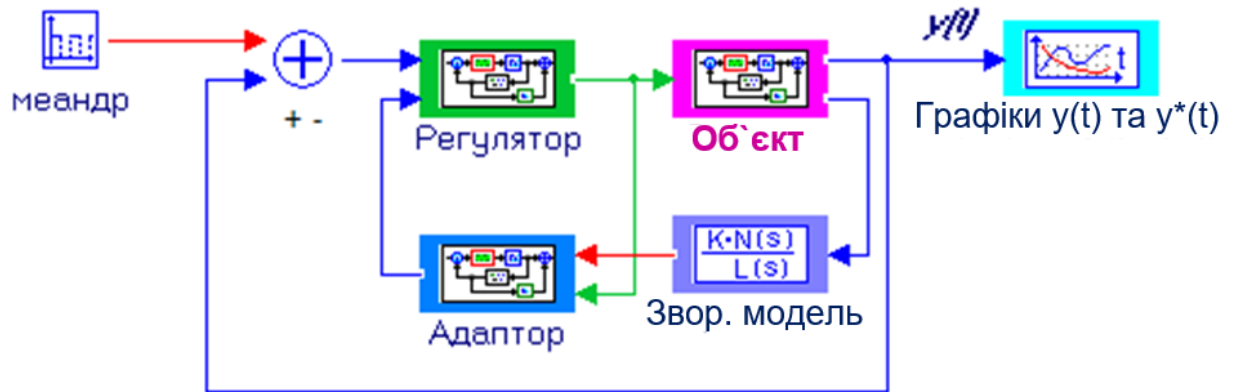 меандр
+ -
Регулятор
Об`єкт
y(t)
t
Графіки y(t) та y*(t)
Адаптор
K·N(s)
L(s)
Звор. модель